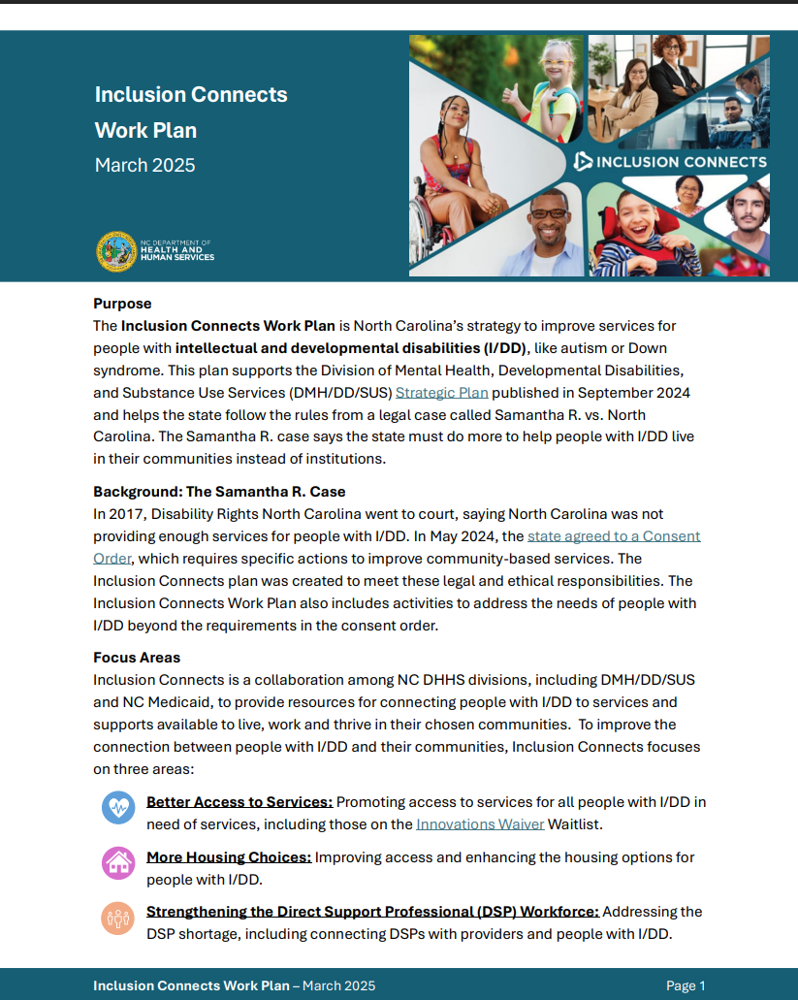 Inclusion Connects
Work Plan
March 2025
INCLUSION CONNECTS
NC DEPARTMENT OF
HEALTH AND
HUMAN SERVICES
Purpose
The Inclusion Connects Work Plan is North Carolina’s strategy to improve services for
people with intellectual and developmental disabilities (I/DD), like autism or Down
syndrome. This plan supports the Division of Mental Health, Developmental Disabilities,
and Substance Use Services (DMH/DD/SUS) Strategic Plan published in September 2024
and helps the state follow the rules from a legal case called Samantha R. vs. North
Carolina. The Samantha R. case says the state must do more to help people with I/DD live
in their communities instead of institutions.
Background: The Samantha R. Case
In 2017, Disability Rights North Carolina went to court, saying North Carolina was not
providing enough services for people with I/DD. In May 2024, the state agreed to a Consent
Order, which requires specific actions to improve community-based services. The
Inclusion Connects plan was created to meet these legal and ethical responsibilities. The
Inclusion Connects Work Plan also includes activities to address the needs of people with
I/DD beyond the requirements in the consent order.
Focus Areas
Inclusion Connects is a collaboration among NC DHHS divisions, including DMH/DD/SUS
and NC Medicaid, to provide resources for connecting people with I/DD to services and
supports available to live, work and thrive in their chosen communities.  To improve the
connection between people with I/DD and their communities, Inclusion Connects focuses
on three areas:
Better Access to Services: Promoting access to services for all people with I/DD in
need of services, including those on the Innovations Waiver Waitlist.
More Housing Choices: Improving access and enhancing the housing options for
people with I/DD.
Strengthening the Direct Support Professional (DSP) Workforce: Addressing the
DSP shortage, including connecting DSPs with providers and people with I/DD.
Inclusion Connects Work Plan – March 2025
Page 1